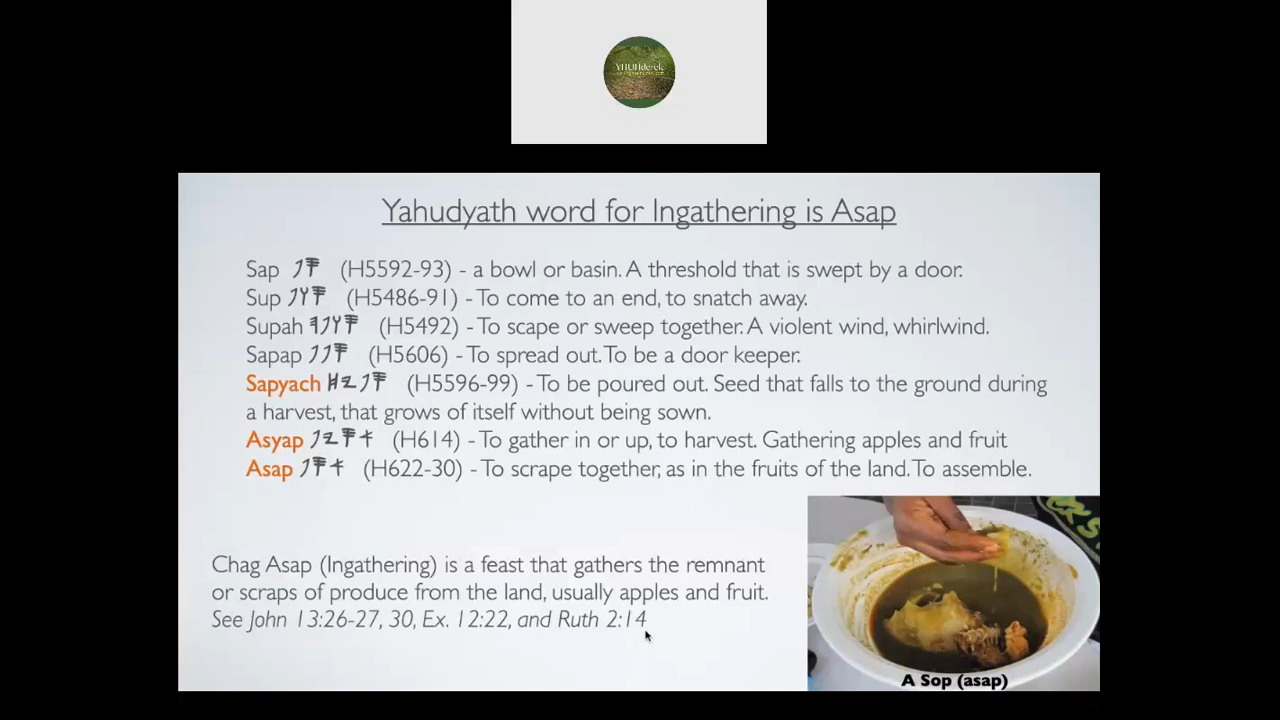 YHUHderek
Yahudyath word for Ingathering is Asap
Sap 𐤐𐤎 (H5592-93) - a bowl or basin. A threshold that is swept by a door.
Sup 𐤐𐤅𐤎 (H5486-91) - To come to an end, to snatch away.
Supah 𐤄𐤐𐤅𐤎 (H5492) - To scape or sweep together. A violent wind, whirlwind.
Sapap 𐤐𐤐𐤎 (H5606) - To spread out. To be a door keeper.
Sapyach 𐤇𐤉𐤐𐤎 (H5596-99) - To be poured out. Seed that falls to the ground during
a harvest, that grows of itself without being sown.
Asyap 𐤐𐤉𐤎𐤀 (H614) - To gather in or up, to harvest. Gathering apples and fruit
Asap 𐤐𐤎𐤀 (H622-30) - To scrape together, as in the fruits of the land. To assemble.
Chag Asap (Ingathering) is a feast that gathers the remnant
or scraps of produce from the land, usually apples and fruit.
See John 13:26-27, 30, Ex. 12:22, and Ruth 2:14
A Sop (asap)